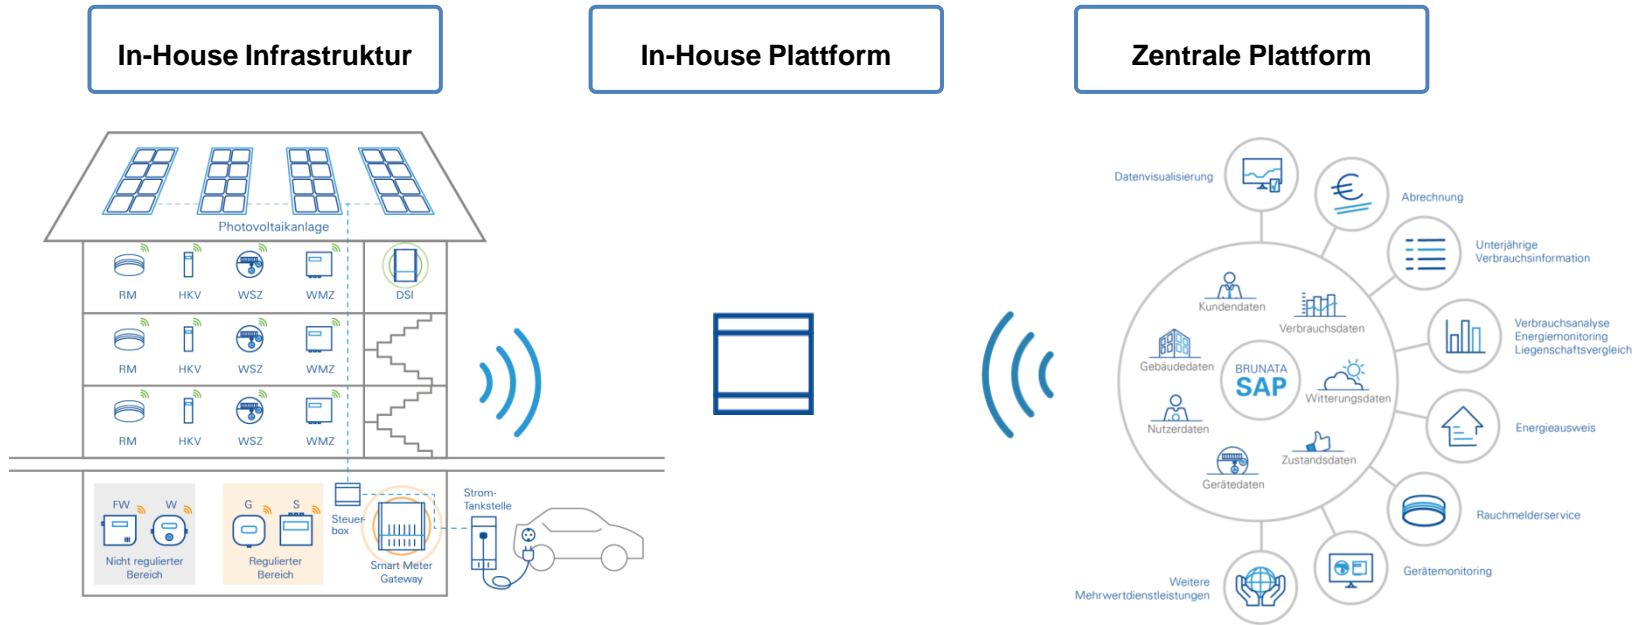 In-House Infrastruktur
In-House Plattform
Zentrale Plattform
Photovoltaikanlage
RM
HKV
WSZ
WMZ
DSI
RM
HKV
WSZ
WMZ
RM
HKV
WSZ
WMZ
FW
W
Nicht regulierter
Bereich
G
S
Regulierter
Bereich
Steuer-
box
Smart Meter
Gateway
Strom-
Tankstelle
Datenvisualisierung
Abrechnung
Unterjährige
Verbrauchsinformation
Verbrauchsanalyse
Energiemonitoring
Liegenschaftsvergleich
Energieausweis
Rauchmelderservice
Gerätemonitoring
Weitere
Mehrwertdienstleistungen
Kundendaten
Verbrauchsdaten
Gebäudedaten
BRUNATA
SAP
Witterungsdaten
Nutzerdaten
Zustandsdaten
Gerätedaten